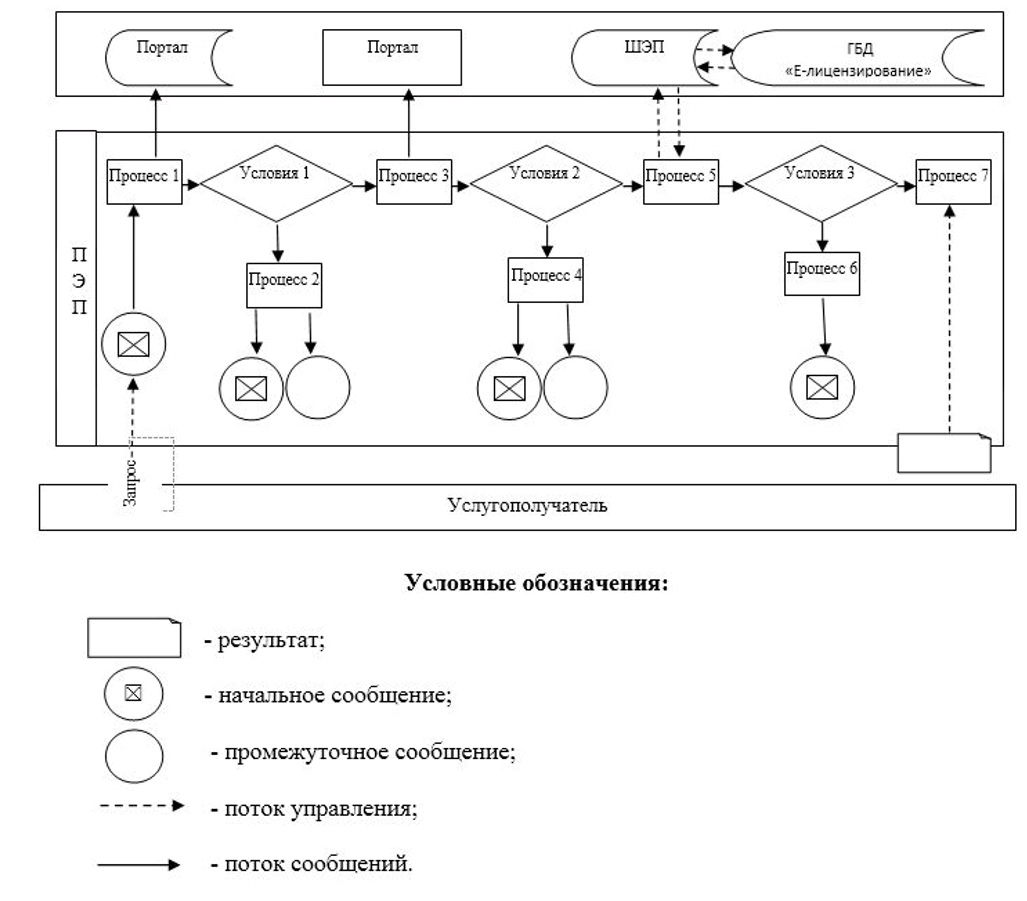 Портал
Портал
ШЭП
ГБД
«Е-лицензирование»
ПЭП
Процесс 1
Условия 1
Процесс 3
Условия 2
Процесс 5
Условия 3
Процесс 7
Процесс 2
Процесс 4
Процесс 6
Запрос
Услугополучатель
Условные обозначения:
- результат;
- начальное сообщение;
- промежуточное сообщение;
- поток управления;
- поток сообщений.